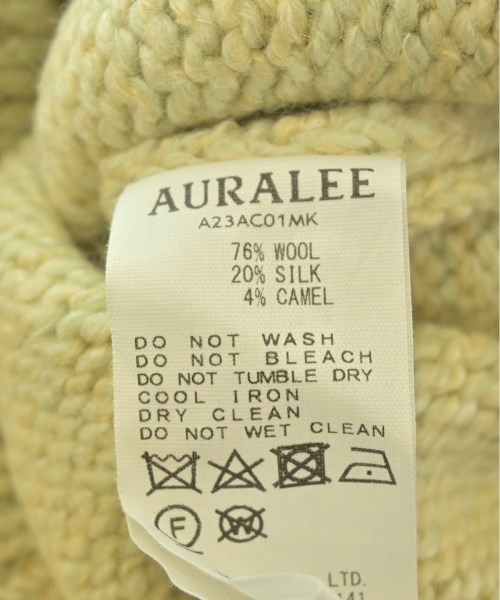 AURALEE
A23AC01MK
76% WOOL
20% SILK
4% CAMEL
DO NOT WASH
DO NOT BLEACH
DO NOT TUMBLE DRY
COOL IRON
DRY CLEAN
DO NOT WET CLEAN
F W
LTD.